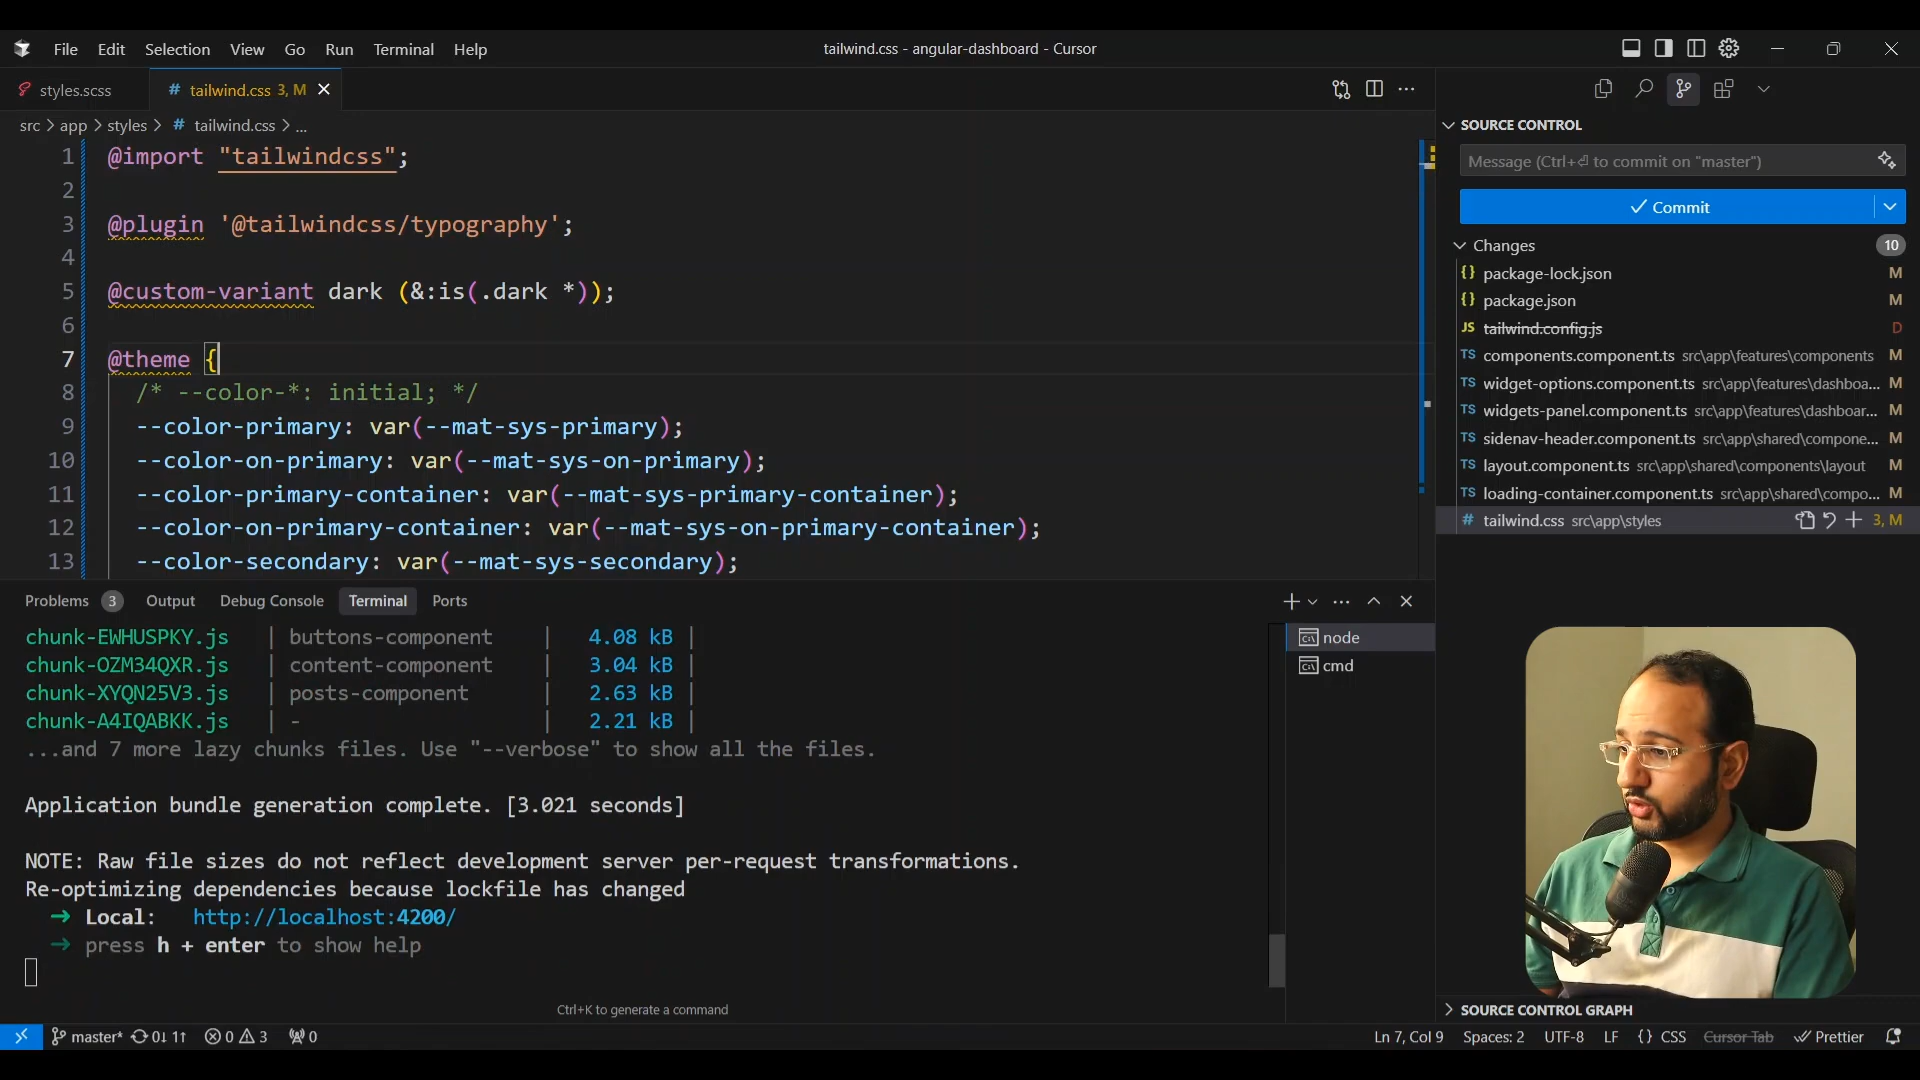 File Edit Selection View Go Run Terminal Help
tailwind.css - angular-dashboard - Cursor
styles.scss
# tailwind.css 3, M
src > app > styles > # tailwind.css > ...
1 @import "tailwindcss";
2
3 @plugin '@tailwindcss/typography';
4
5 @custom-variant dark (&:is(.dark *));
6
7 @theme {
8 /* --color-*: initial; */
9 --color-primary: var(--mat-sys-primary);
10 --color-on-primary: var(--mat-sys-on-primary);
11 --color-primary-container: var(--mat-sys-primary-container);
12 --color-on-primary-container: var(--mat-sys-on-primary-container);
13 --color-secondary: var(--mat-sys-secondary);
Problems 3 Output Debug Console Terminal Ports
chunk-EWHUSPKY.js | buttons-component | 4.08 kB |
chunk-OZM34QXR.js | content-component | 3.04 kB |
chunk-XYQN25V3.js | posts-component | 2.63 kB |
chunk-A4IQABKK.js | - | 2.21 kB |
...and 7 more lazy chunks files. Use "--verbose" to show all the files.
Application bundle generation complete. [3.021 seconds]
NOTE: Raw file sizes do not reflect development server per-request transformations.
Re-optimizing dependencies because lockfile has changed
➜ Local: http://localhost:4200/
➜ press h + enter to show help
Ctrl+K to generate a command
node
cmd
SOURCE CONTROL
Message (Ctrl+⏎ to commit on "master")
Commit
Changes 10
{} package-lock.json M
{} package.json M
JS tailwind.config.js D
TS components.component.ts src\app\features\components M
TS widget-options.component.ts src\app\features\dashboa... M
TS widgets-panel.component.ts src\app\features\dashboar... M
TS sidenav-header.component.ts src\app\shared\compone... M
TS layout.component.ts src\app\shared\components\layout M
TS loading-container.component.ts src\app\shared\compo... M
# tailwind.css src\app\styles 3, M
SOURCE CONTROL GRAPH
master* 0↓ 1↑ 0 3 0
Ln 7, Col 9 Spaces: 2 UTF-8 LF {} CSS Cursor Tab Prettier